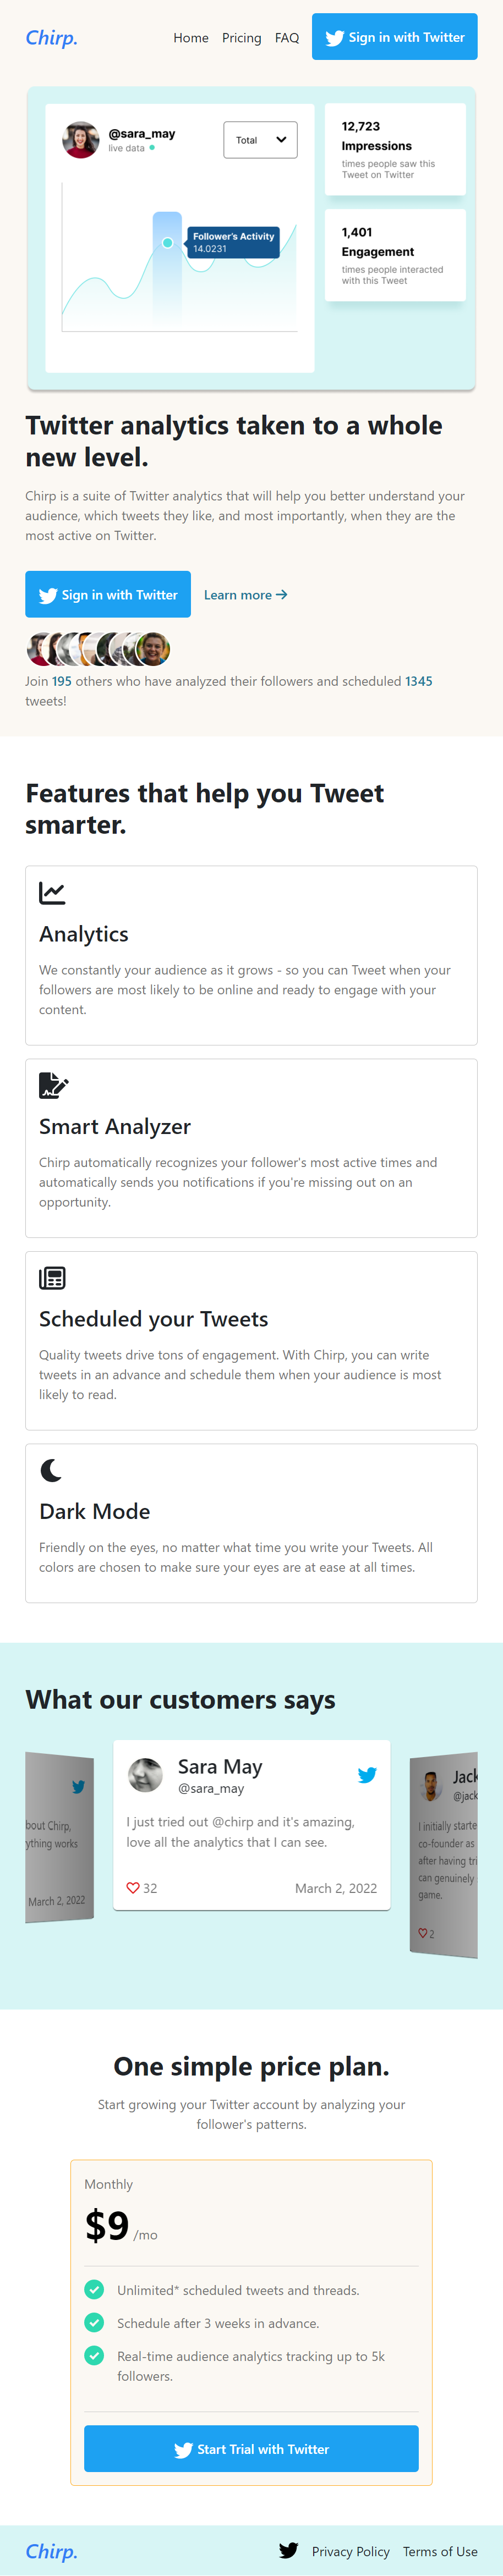 Chirp.
Home Pricing FAQ Sign in with Twitter
@sara_may
live data
Total
12,723
Impressions
times people saw this
Tweet on Twitter
1,401
Engagement
times people interacted
with this Tweet
Follower's Activity
14.0231
Twitter analytics taken to a whole
new level.
Chirp is a suite of Twitter analytics that will help you better understand your
audience, which tweets they like, and most importantly, when they are the
most active on Twitter.
Sign in with Twitter Learn more
Join 195 others who have analyzed their followers and scheduled 1345
tweets!
Features that help you Tweet
smarter.
Analytics
We constantly your audience as it grows - so you can Tweet when your
followers are most likely to be online and ready to engage with your
content.
Smart Analyzer
Chirp automatically recognizes your follower's most active times and
automatically sends you notifications if you're missing out on an
opportunity.
Scheduled your Tweets
Quality tweets drive tons of engagement. With Chirp, you can write
tweets in an advance and schedule them when your audience is most
likely to read.
Dark Mode
Friendly on the eyes, no matter what time you write your Tweets. All
colors are chosen to make sure your eyes are at ease at all times.
What our customers says
bout Chirp,
ything works
March 2, 2022
Sara May
@sara_may
I just tried out @chirp and it's amazing,
love all the analytics that I can see.
32 March 2, 2022
Jack
@jack
I initially starte
co-founder as
after having tri
can genuinely
game.
2
One simple price plan.
Start growing your Twitter account by analyzing your
follower's patterns.
Monthly
$9 /mo
Unlimited* scheduled tweets and threads.
Schedule after 3 weeks in advance.
Real-time audience analytics tracking up to 5k
followers.
Start Trial with Twitter
Chirp.
Privacy Policy Terms of Use